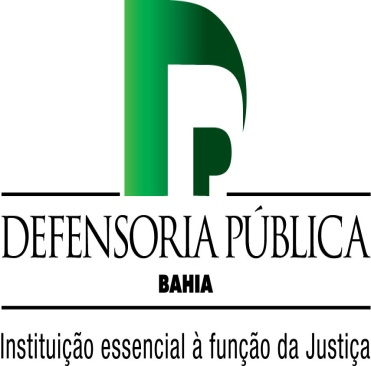 DEFENSORIA PÚBLICA
BAHIA
Instituição essencial à função da Justiça